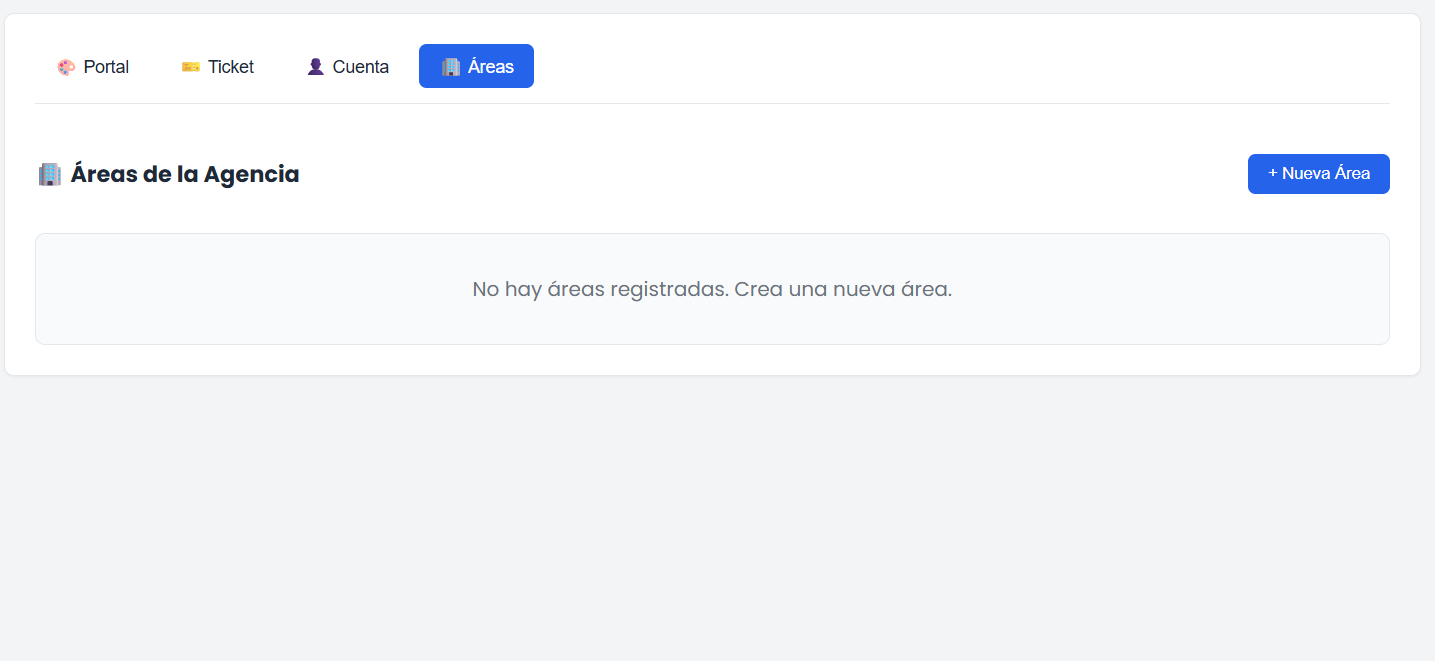 Portal Ticket Cuenta Áreas
Áreas de la Agencia
+ Nueva Área
No hay áreas registradas. Crea una nueva área.